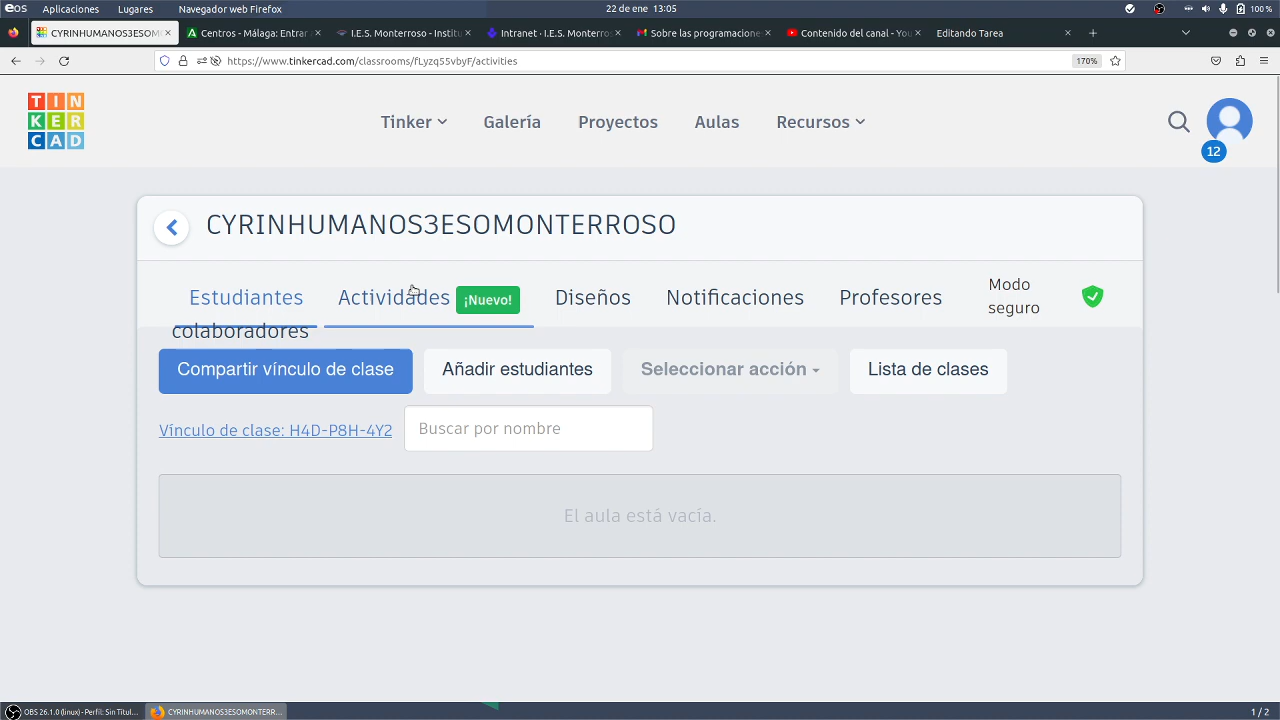 eOS Aplicaciones Lugares Navegador web Firefox 22 de ene 13:05 100 %
CYRINHUMANOS3ESOM Centros - Málaga: Entrar I.E.S. Monterroso - Institu Intranet · I.E.S. Monterros Sobre las programacione Contenido del canal - You Editando Tarea
https://www.tinkercad.com/classrooms/fLyzq55vbyF/activities 170%
TIN
KER
CAD
Tinker Galería Proyectos Aulas Recursos
12
CYRINHUMANOS3ESOMONTERROSO
Estudiantes Actividades ¡Nuevo! Diseños Notificaciones Profesores
colaboradores
Modo
seguro
Compartir vínculo de clase Añadir estudiantes Seleccionar acción Lista de clases
Vínculo de clase: H4D-P8H-4Y2 Buscar por nombre
El aula está vacía.
OBS 26.1.0 (linux) - Perfil: Sin Titul... CYRINHUMANOS3ESOMONTERR... 1 / 2